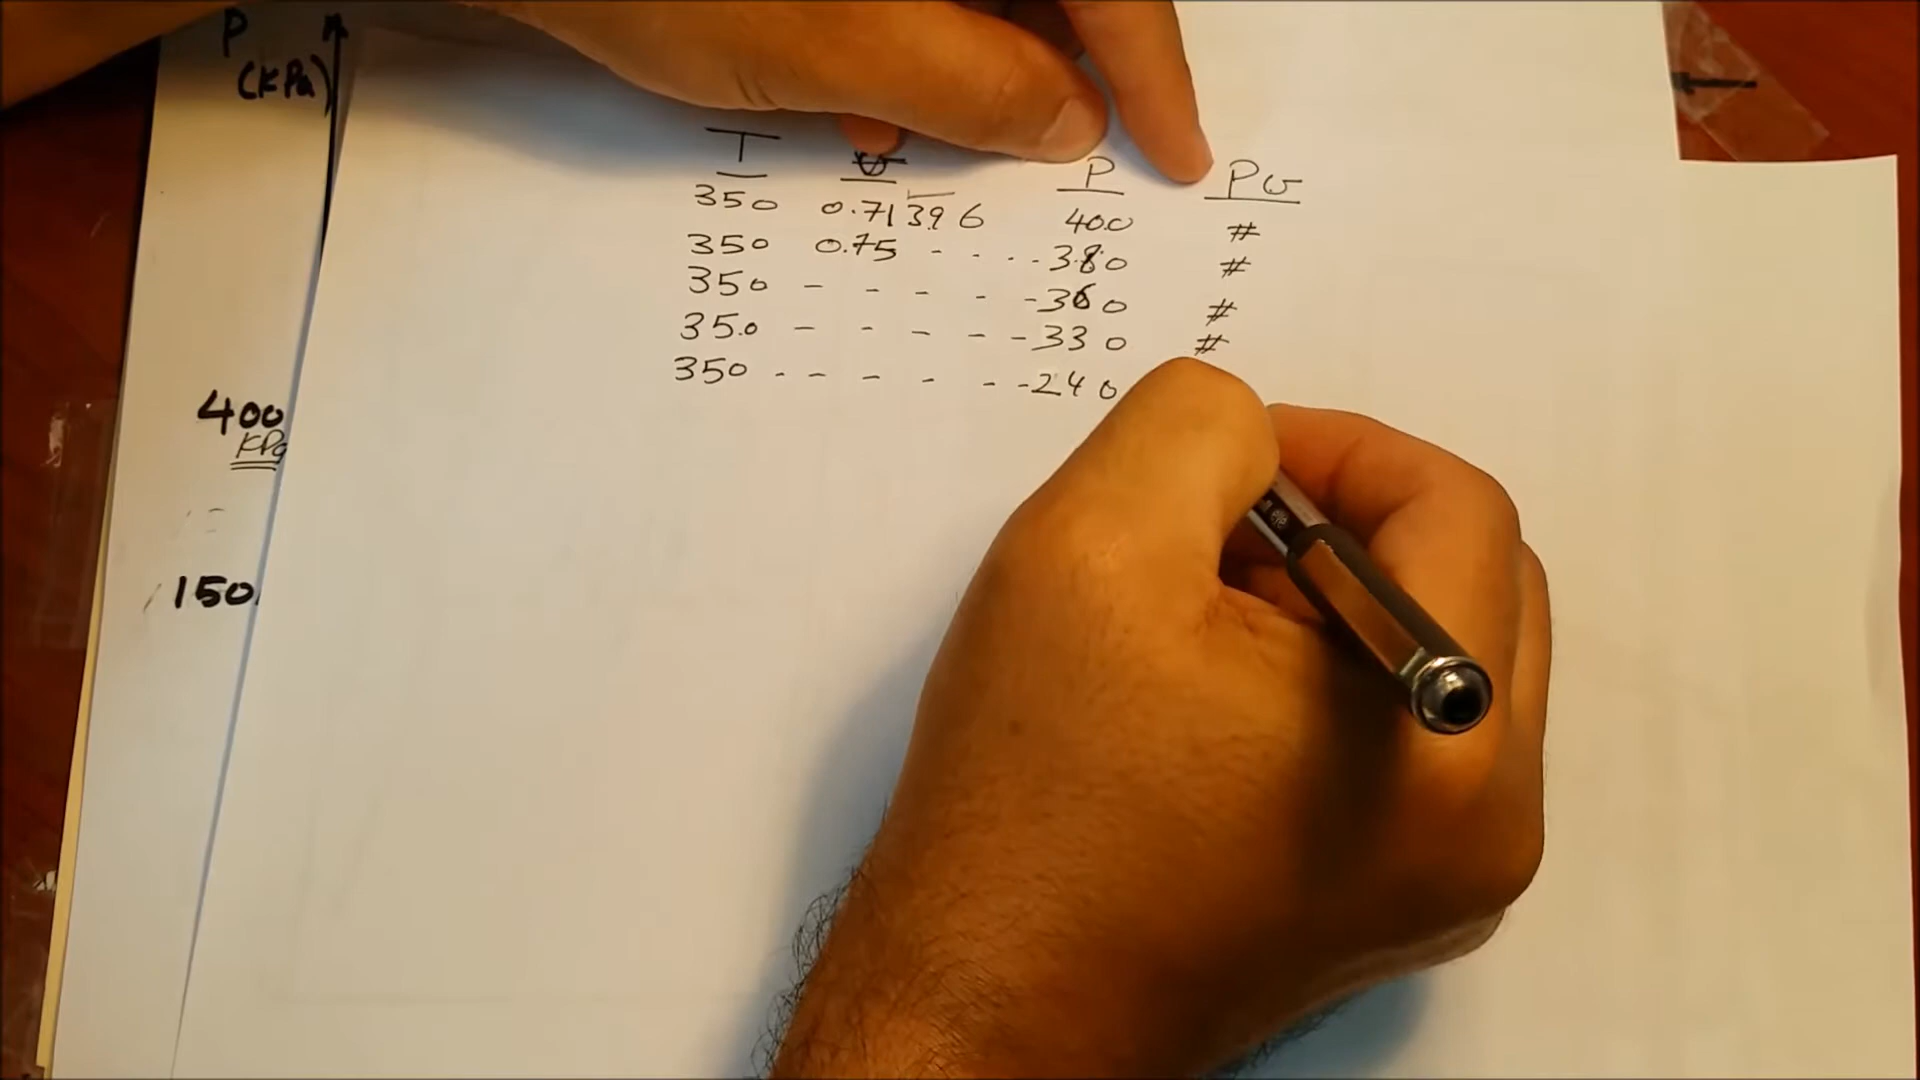 P
(KPa)
T v P Pv
350 0.71396 400 #
350 0.75 - - - - 380 #
350 - - - - - 360 #
350 - - - - - 330 #
350 - - - - - - 240
400
KPa
150